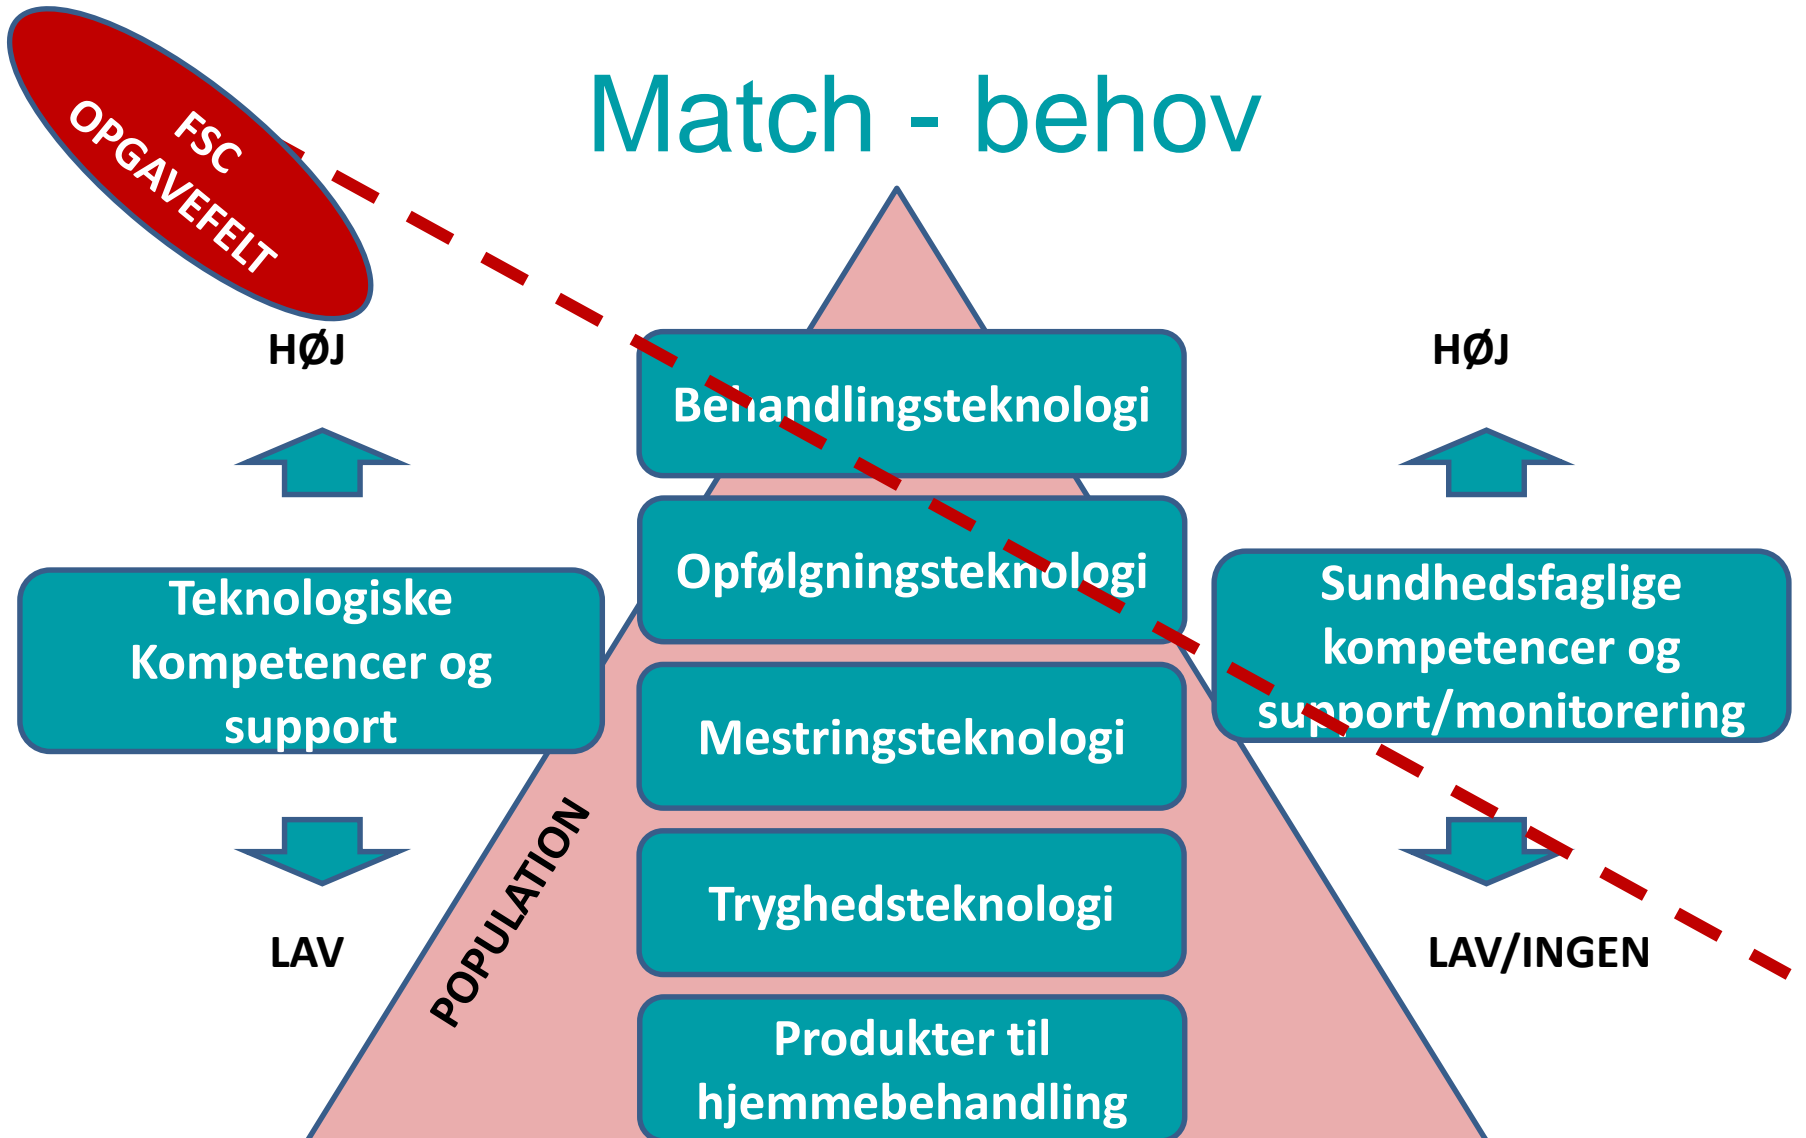 Match - behov
FSC
OPGAVEFELT
HØJ
HØJ
Behandlingsteknologi
Opfølgningsteknologi
Teknologiske
Kompetencer og
support
Sundhedsfaglige
kompetencer og
support/monitorering
Mestringsteknologi
POPULATION
Tryghedsteknologi
LAV
LAV/INGEN
Produkter til
hjemmebehandling